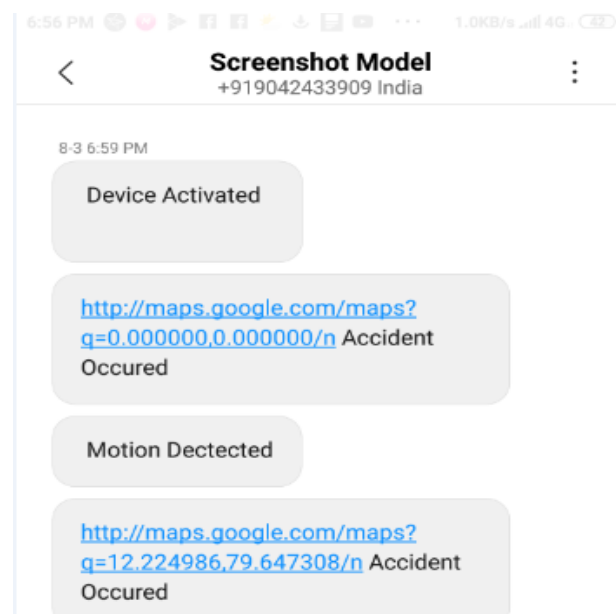 6:56 PM ... 1.0KB/s 4G 42
Screenshot Model
+919042433909 India
8-3 6:59 PM
Device Activated
http://maps.google.com/maps?
q=0.000000,0.000000/n Accident
Occured
Motion Dectected
http://maps.google.com/maps?
q=12.224986,79.647308/n Accident
Occured